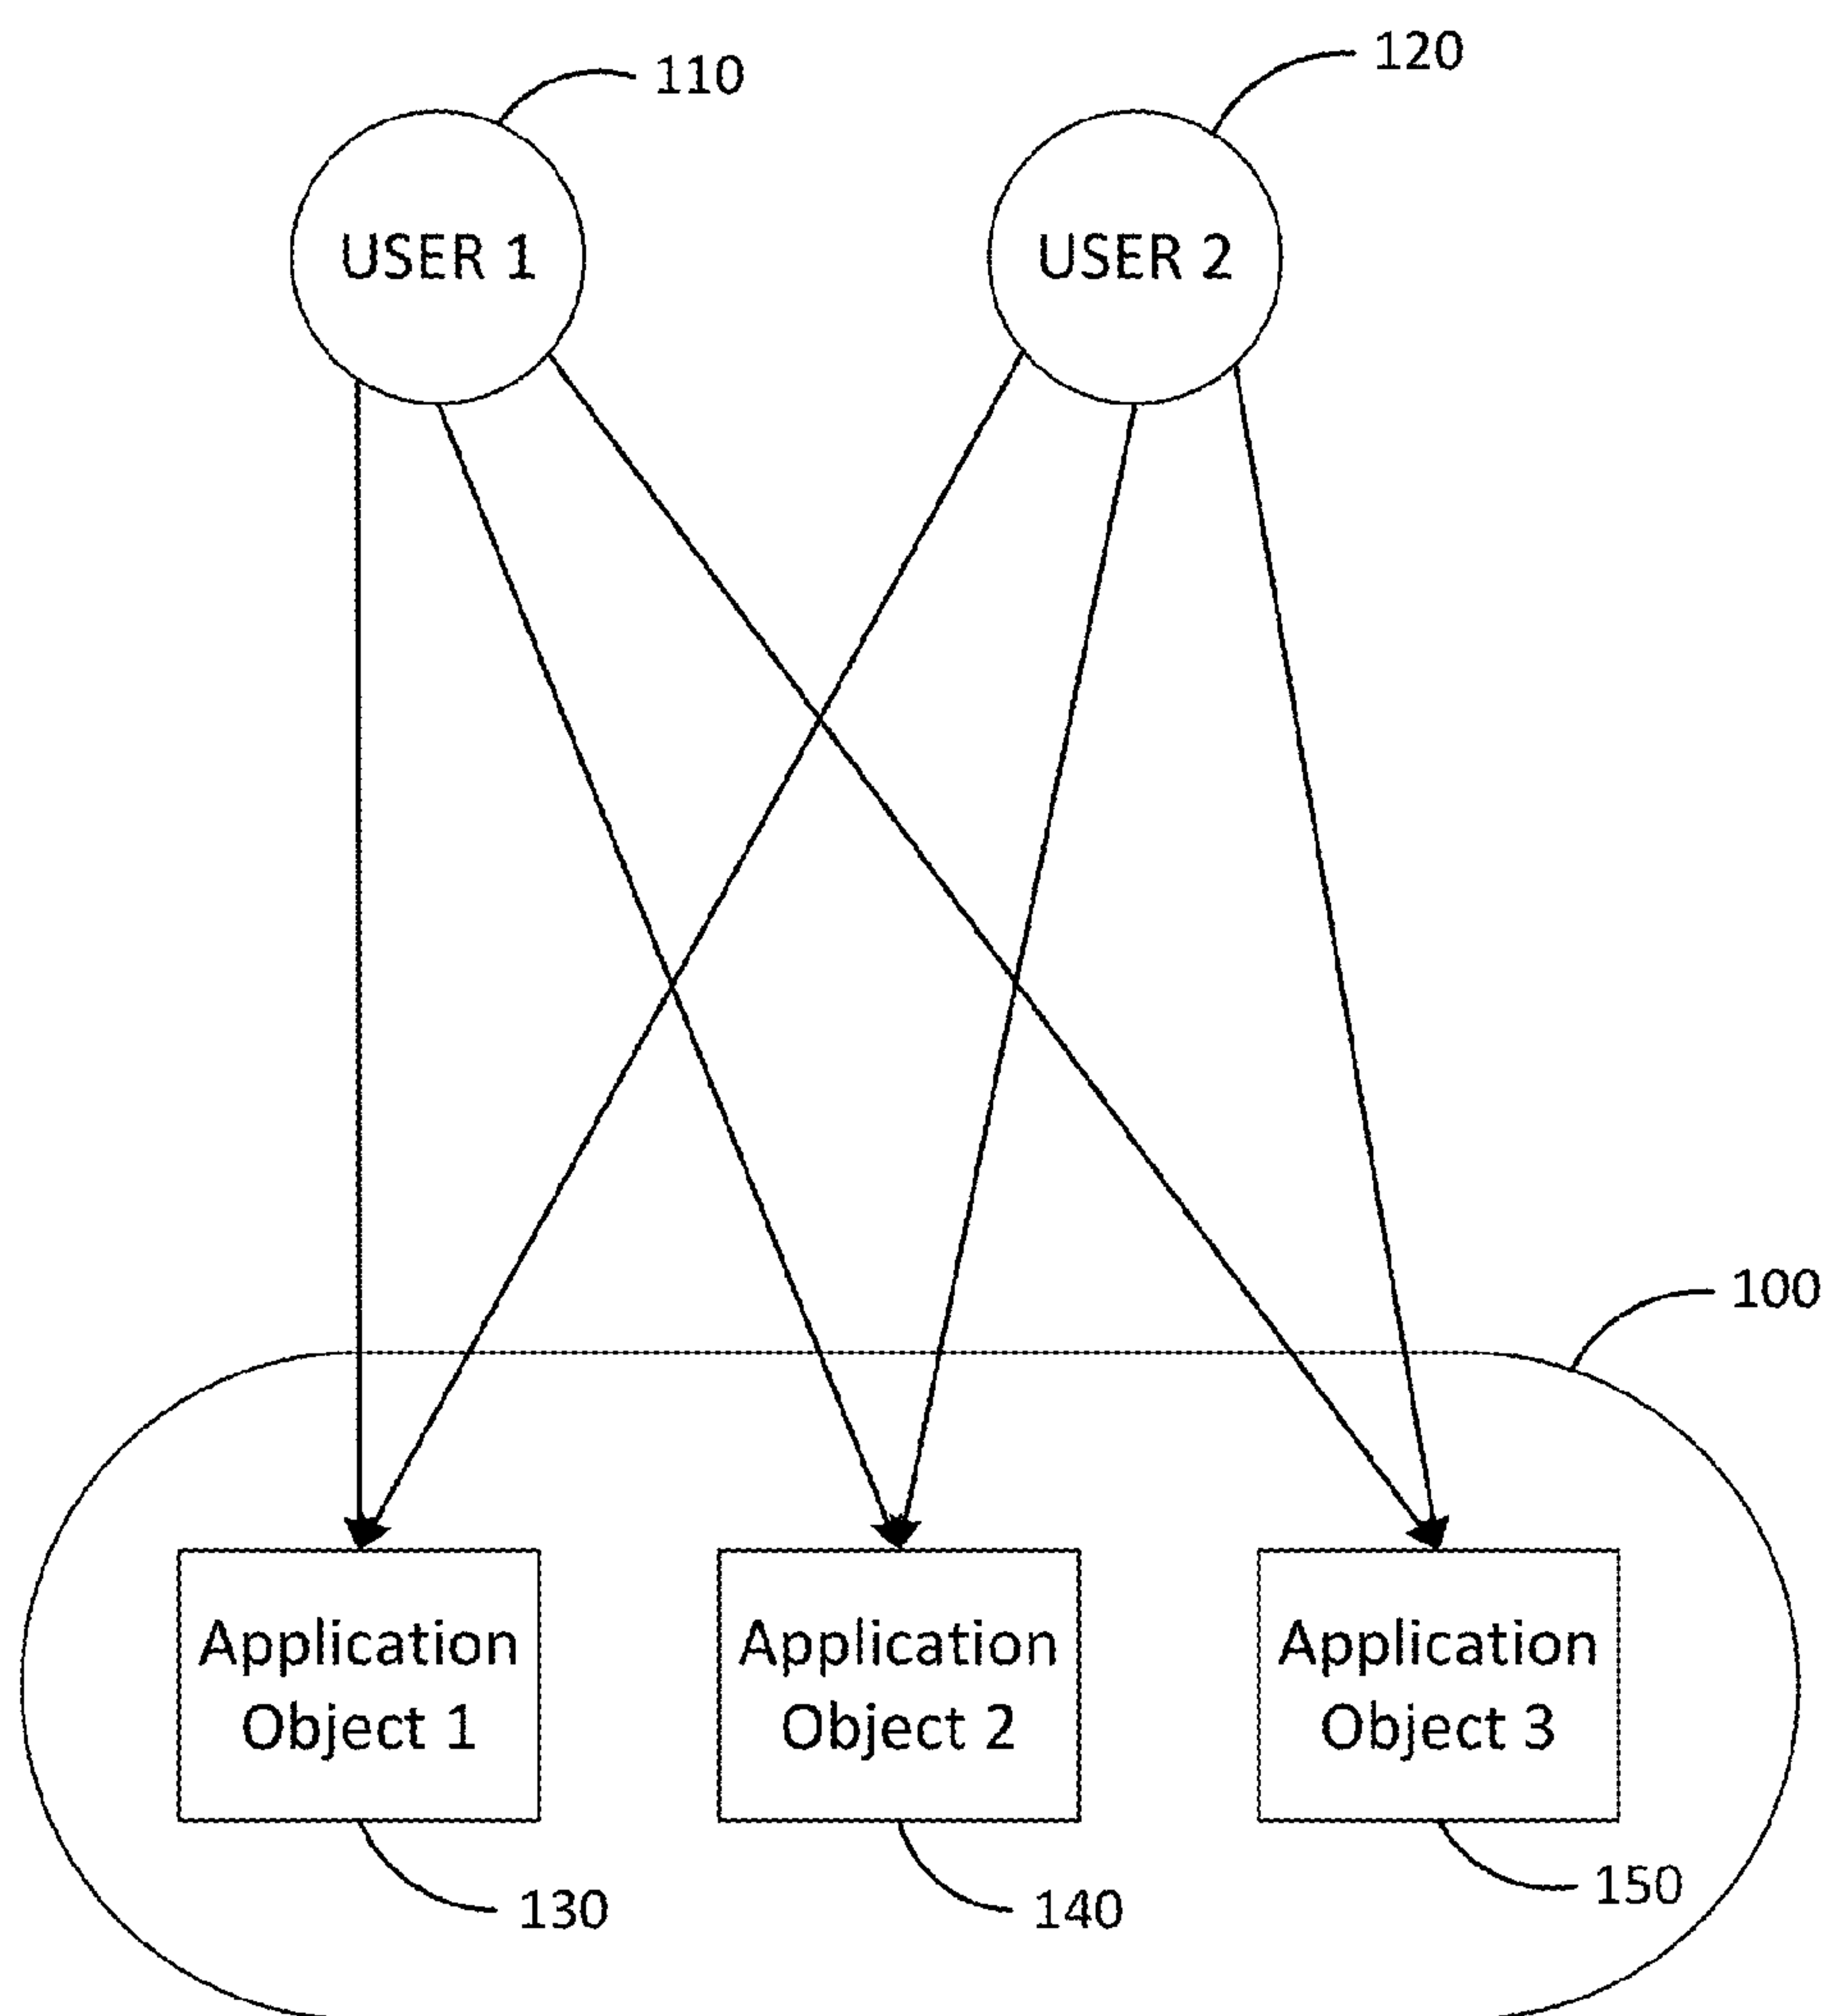 110
120
USER 1
USER 2
100
Application
Object 1
Application
Object 2
Application
Object 3
130
140
150